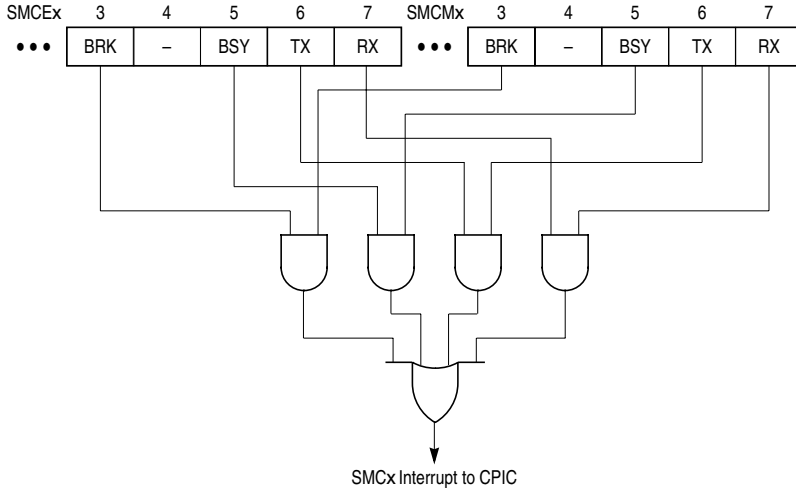 SMCEx 3 4 5 6 7 SMCMx 3 4 5 6 7
••• BRK – BSY TX RX ••• BRK – BSY TX RX
SMCx Interrupt to CPIC